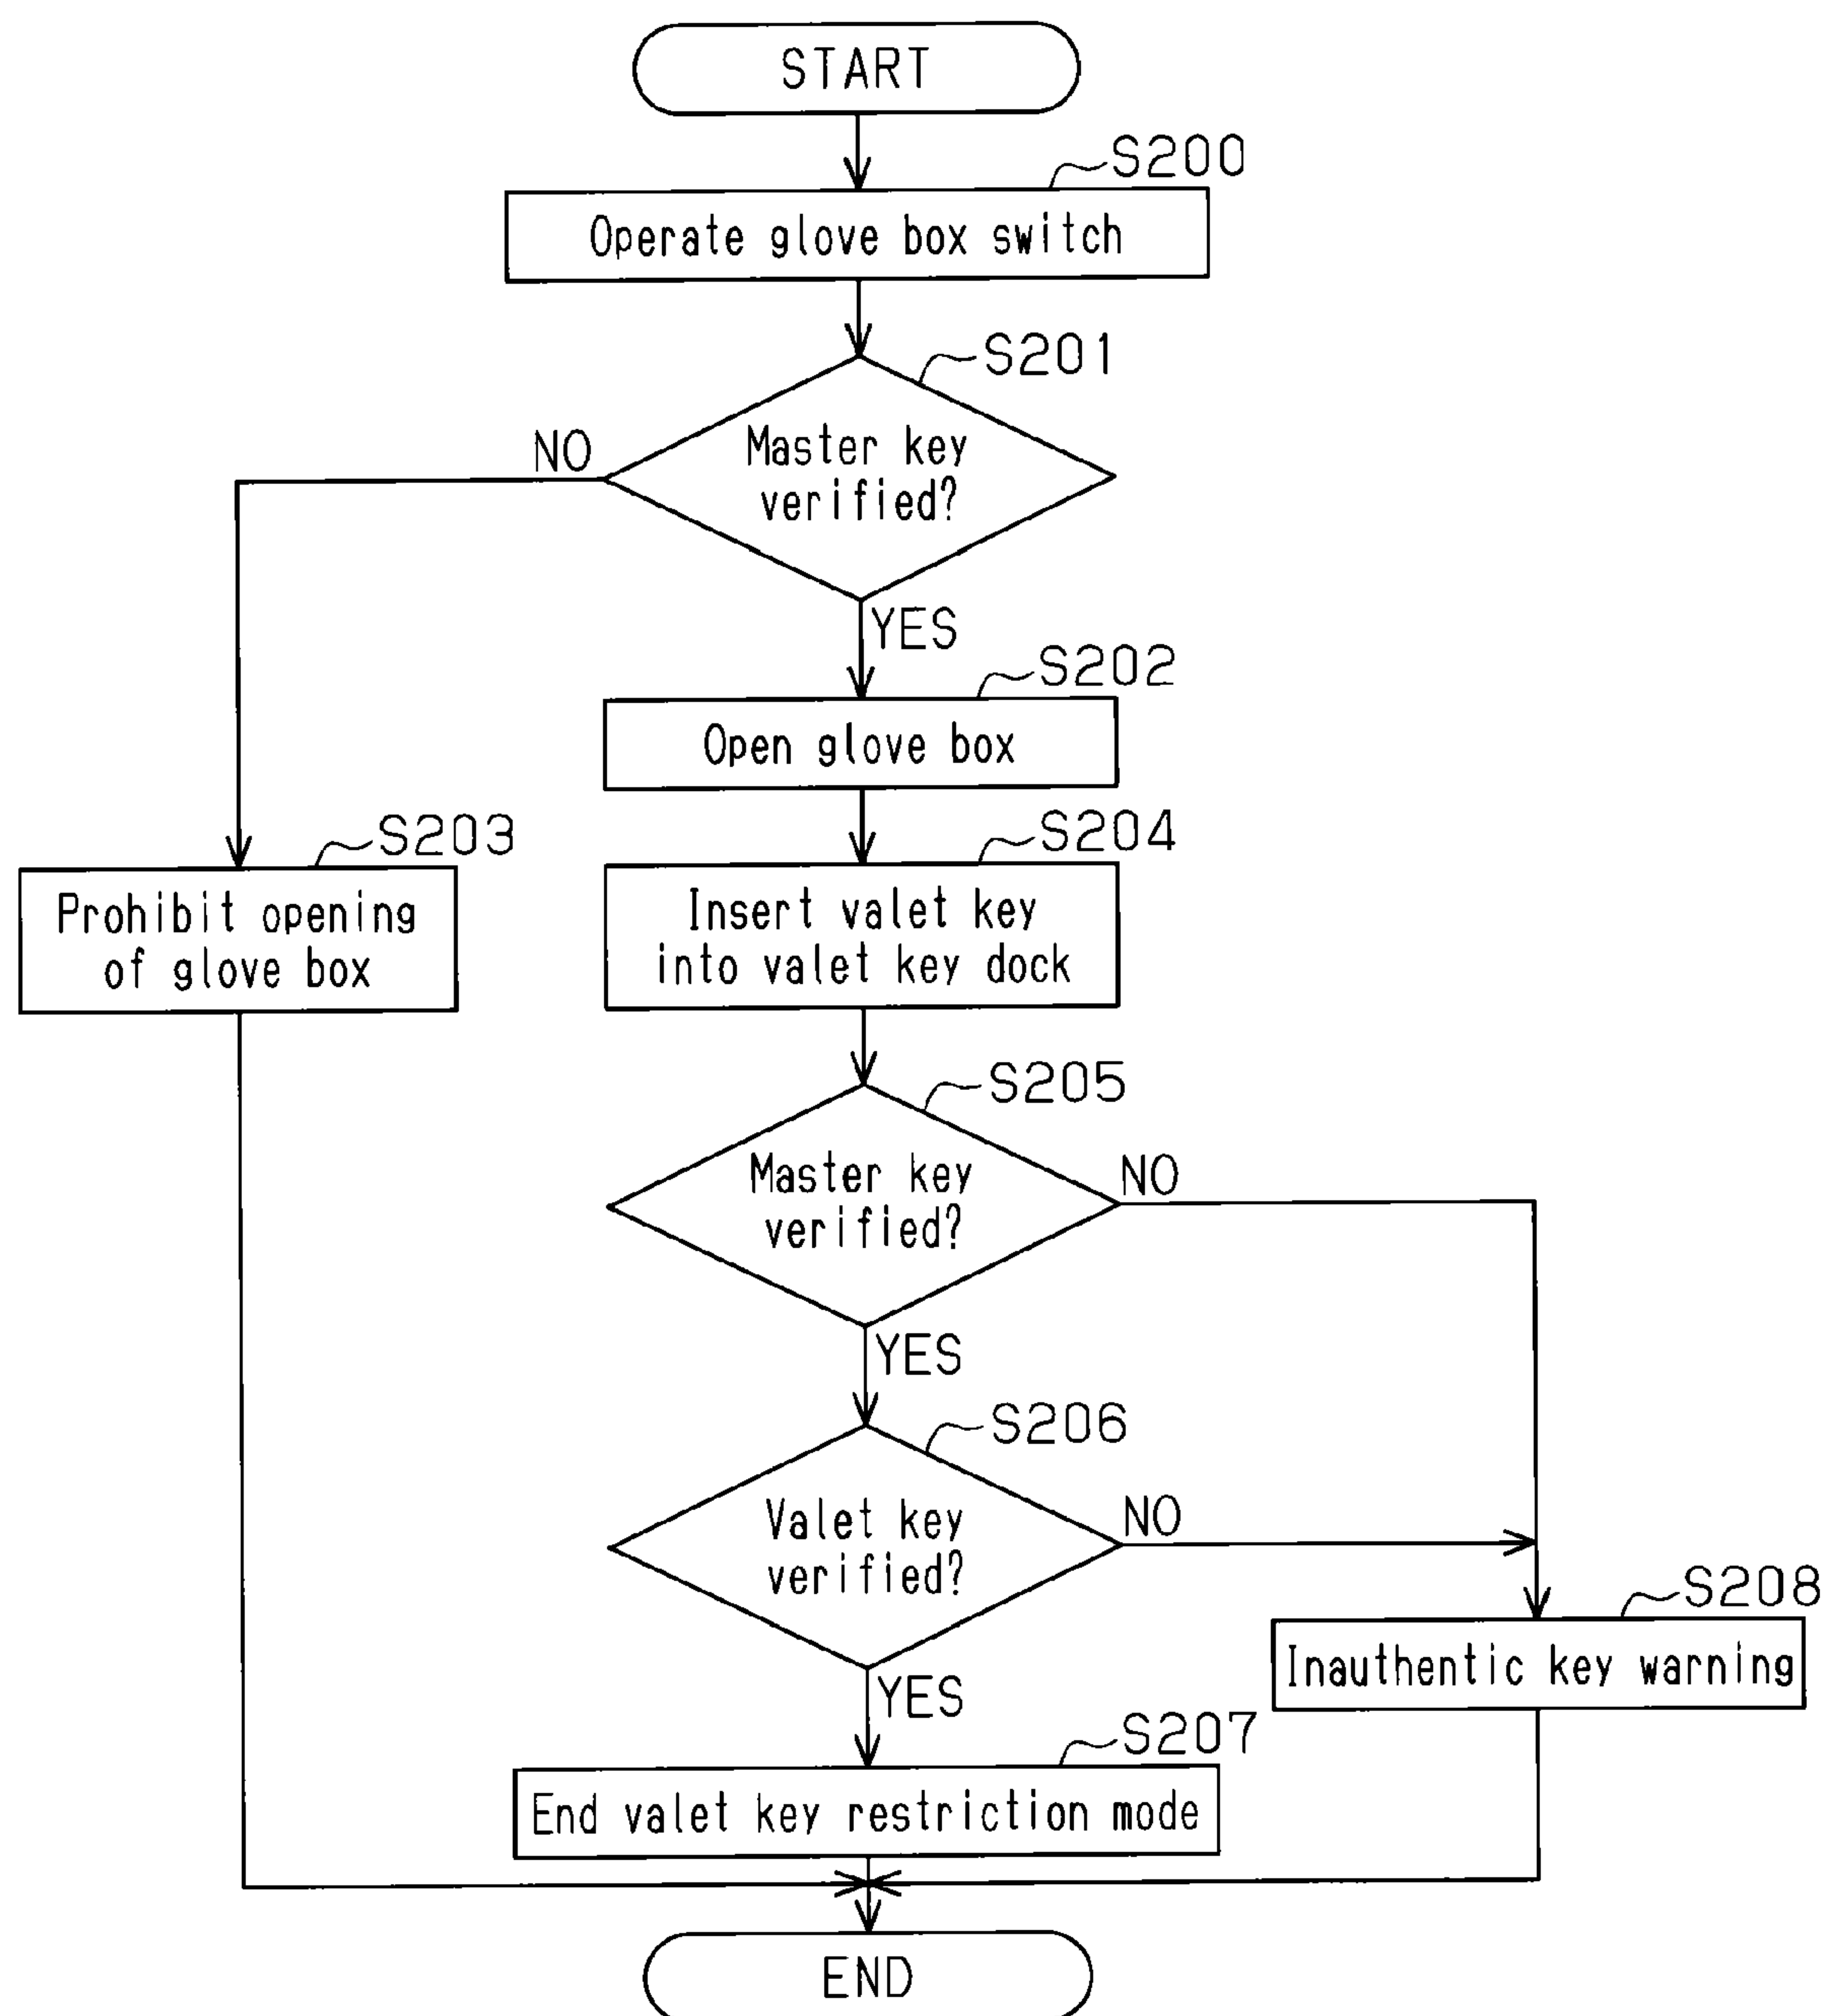 START
S200
Operate glove box switch
S201
Master key
verified?
NO
YES
S202
Open glove box
S203
Prohibit opening
of glove box
S204
Insert valet key
into valet key dock
S205
Master key
verified?
NO
YES
S206
Valet key
verified?
NO
YES
S208
Inauthentic key warning
S207
End valet key restriction mode
END